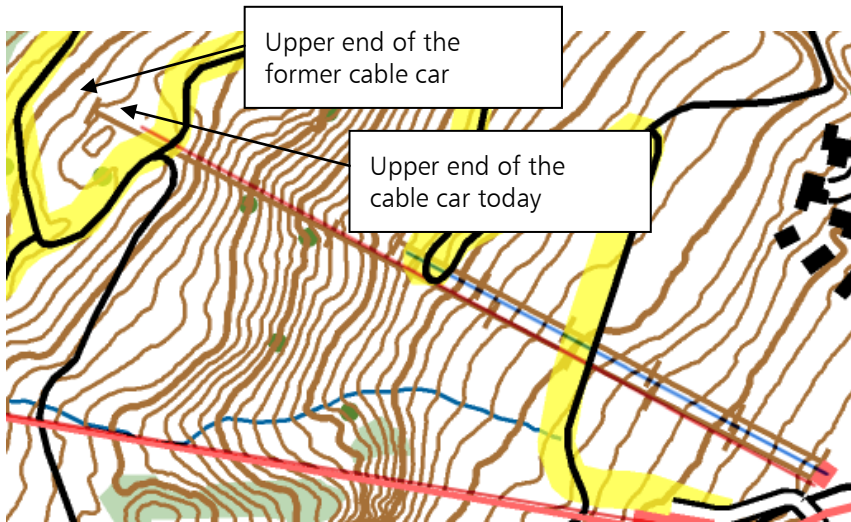 Upper end of the
former cable car
Upper end of the
cable car today